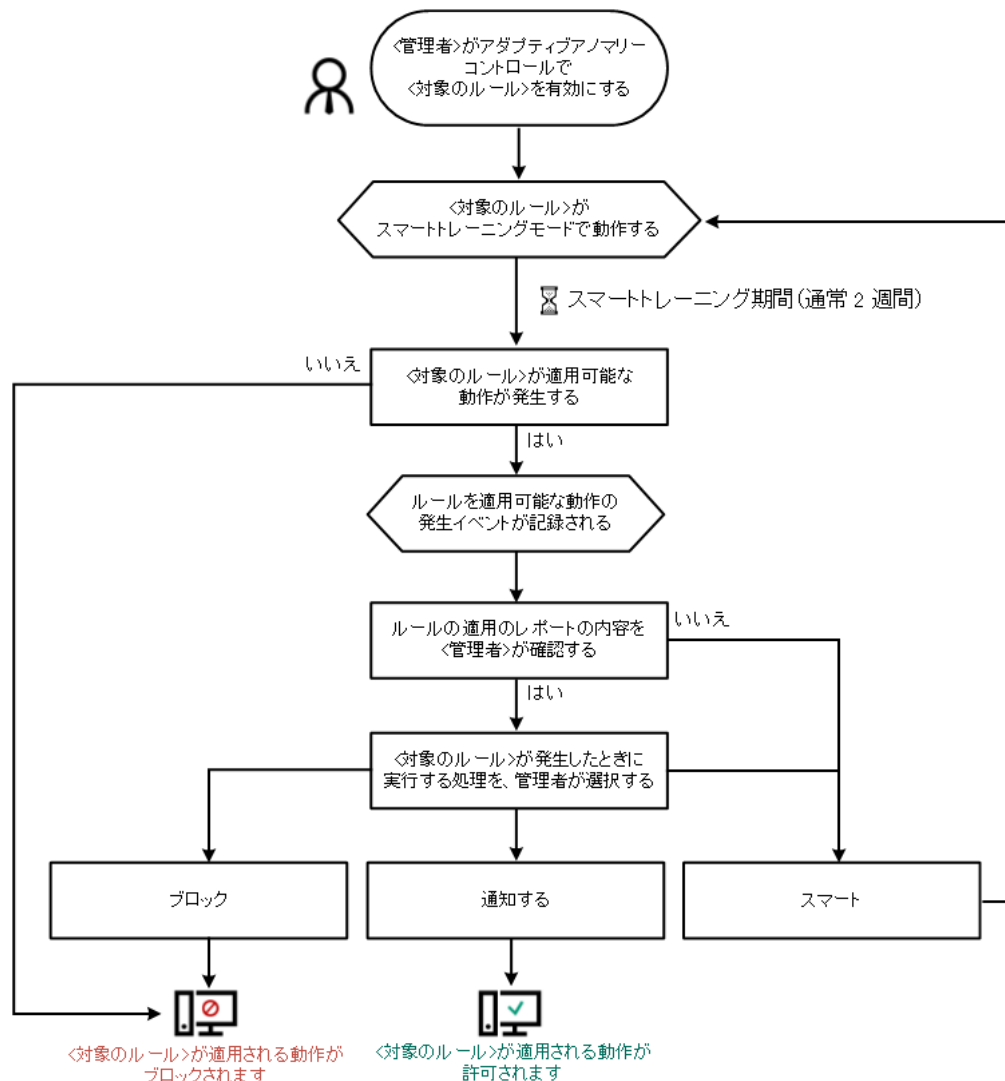 <管理者>がアダプティブアノマリー
コントロールで
<対象のルール>を有効にする
<対象のルール>が
スマートトレーニングモードで動作する
スマートトレーニング期間(通常 2 週間)
いいえ
<対象のルール>が適用可能な
動作が発生する
はい
ルールを適用可能な動作の
発生イベントが記録される
ルールの適用のレポートの内容を
<管理者>が確認する
いいえ
はい
<対象のルール>が発生したときに
実行する処理を、管理者が選択する
ブロック
通知する
スマート
<対象のルール>が適用される動作が
ブロックされます
<対象のルール>が適用される動作が
許可されます